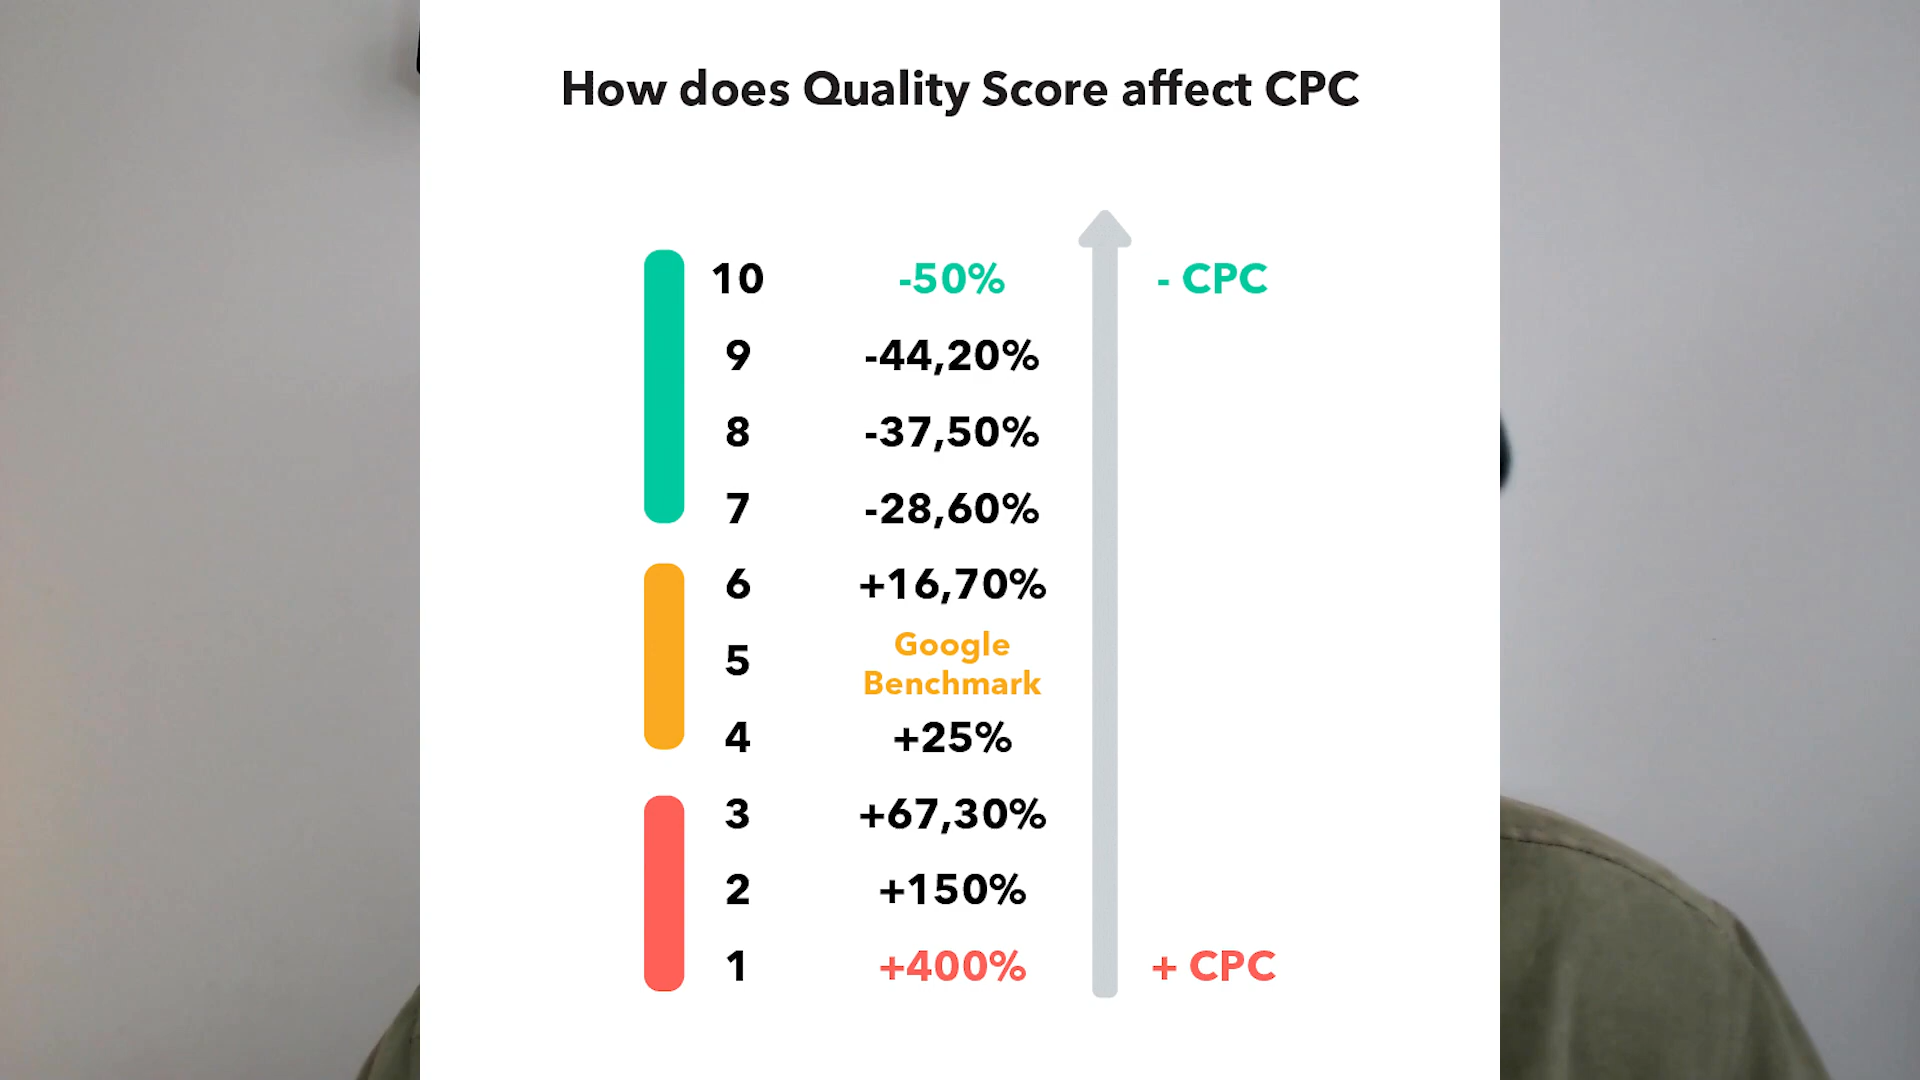 How does Quality Score affect CPC
10 -50% - CPC
9 -44,20%
8 -37,50%
7 -28,60%
6 +16,70%
5 Google
Benchmark
4 +25%
3 +67,30%
2 +150%
1 +400% + CPC